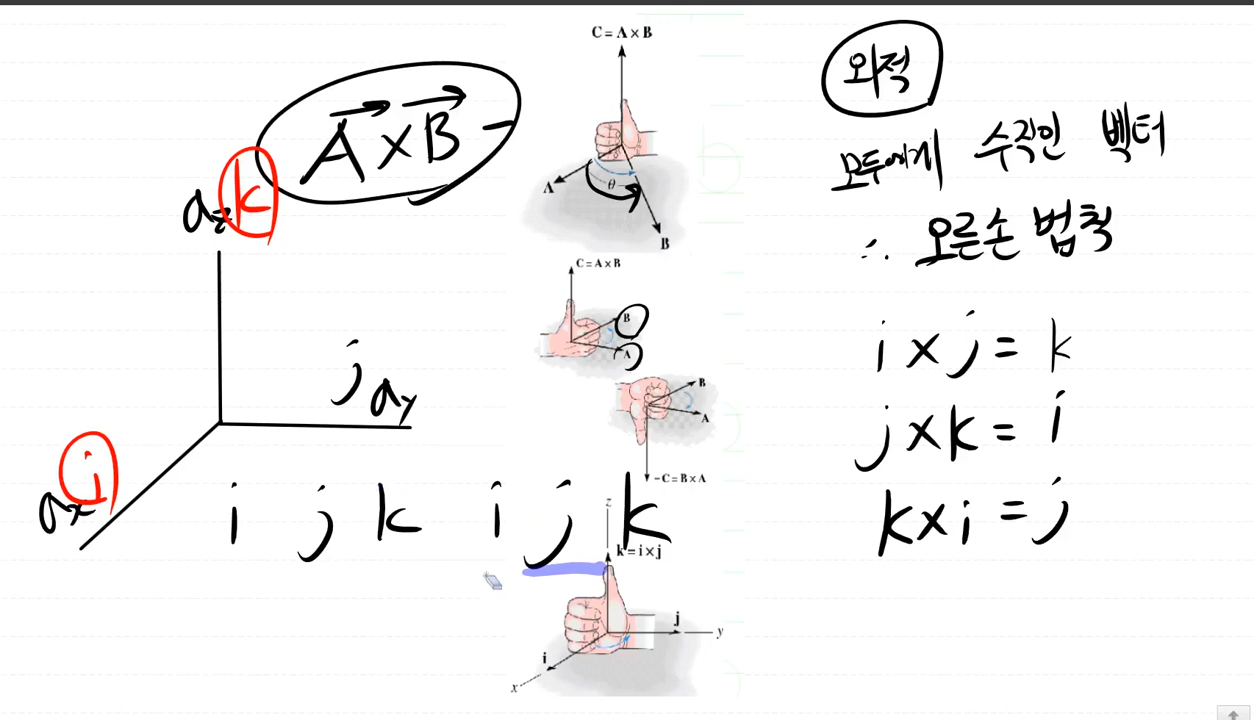 A×B
a_z k
j a_y
a_x i
i j k i j k
C = A × B
A
θ
B
C = A × B
B
A
B
A
−C = B × A
z
k = i × j
j
y
i
x
외적
모두에게 수직인 벡터
∴ 오른손 법칙
i × j = k
j × k = i
k × i = j